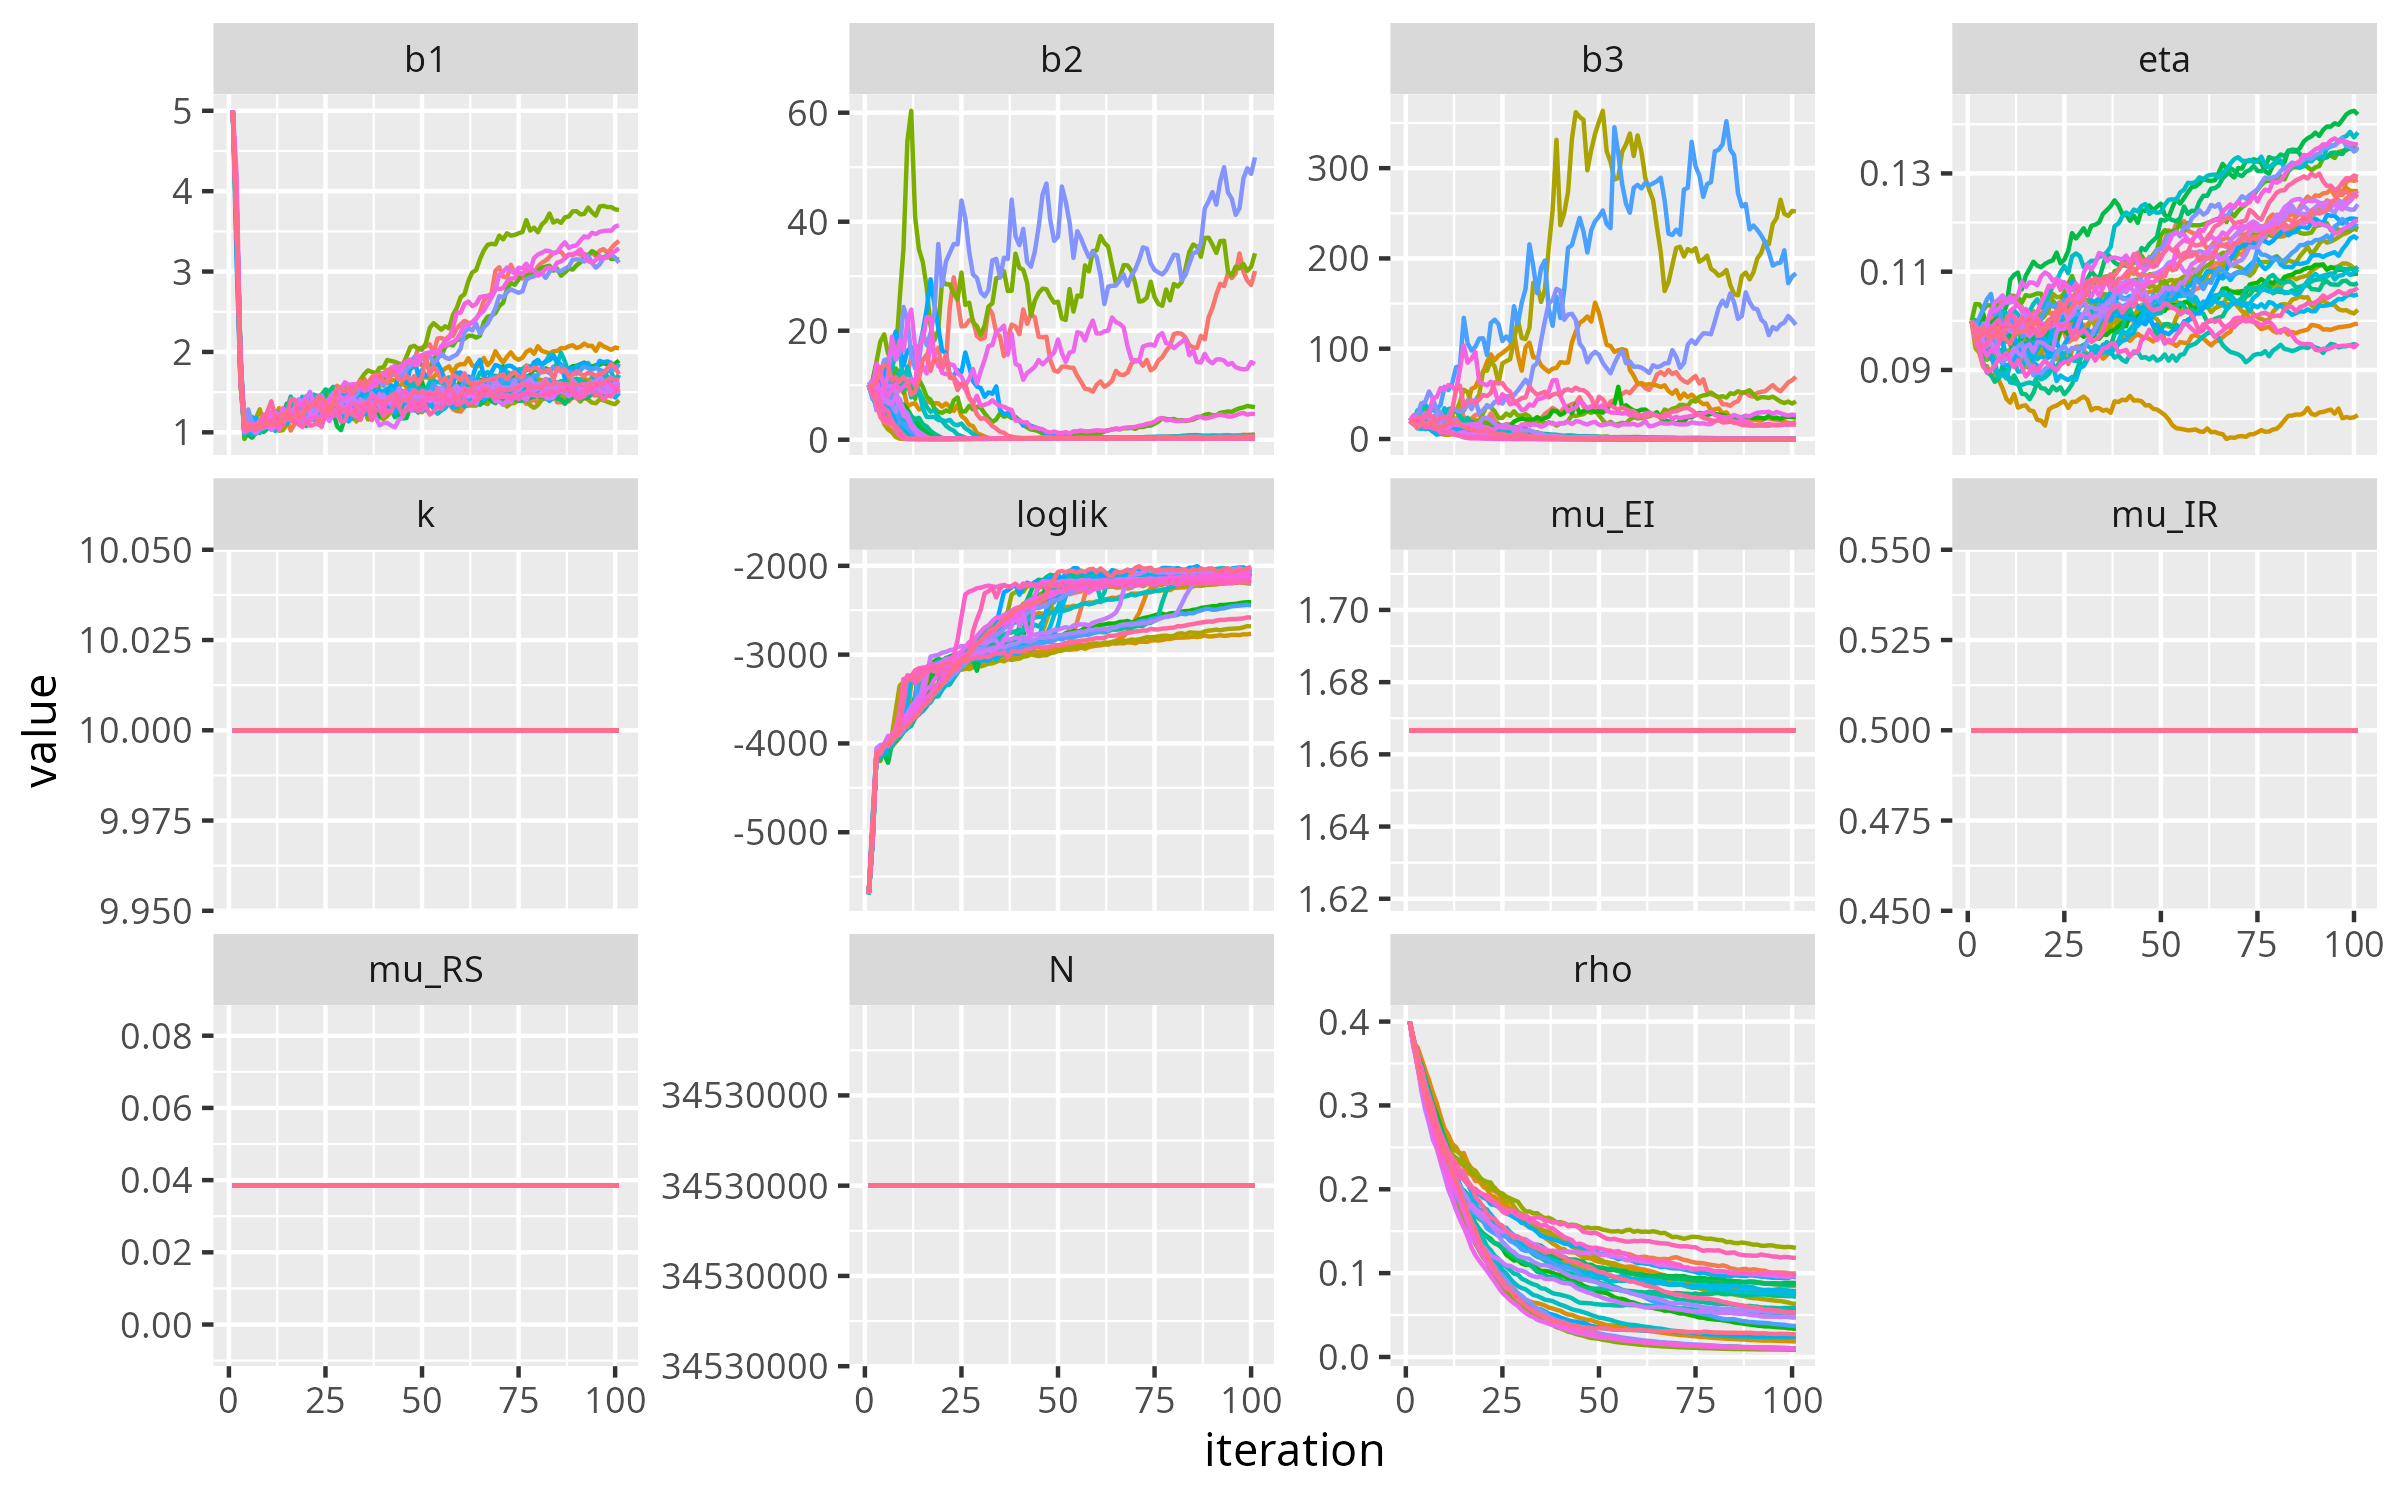 b1 b2 b3 eta
5 60 300 0.13
4 40 200 0.11
3 20 100 0.09
2 0 0
1
k loglik mu_EI mu_IR
10.050 -2000 1.70 0.550
10.025 -3000 1.68 0.525
10.000 -4000 1.66 0.500
9.975 -5000 1.64 0.475
9.950 1.62 0.450
0 25 50 75 100
mu_RS N rho
0.08 34530000 0.4
0.06 34530000 0.3
0.04 34530000 0.2
0.02 34530000 0.1
0.00 0.0
0 25 50 75 100 0 25 50 75 100 0 25 50 75 100
value
iteration